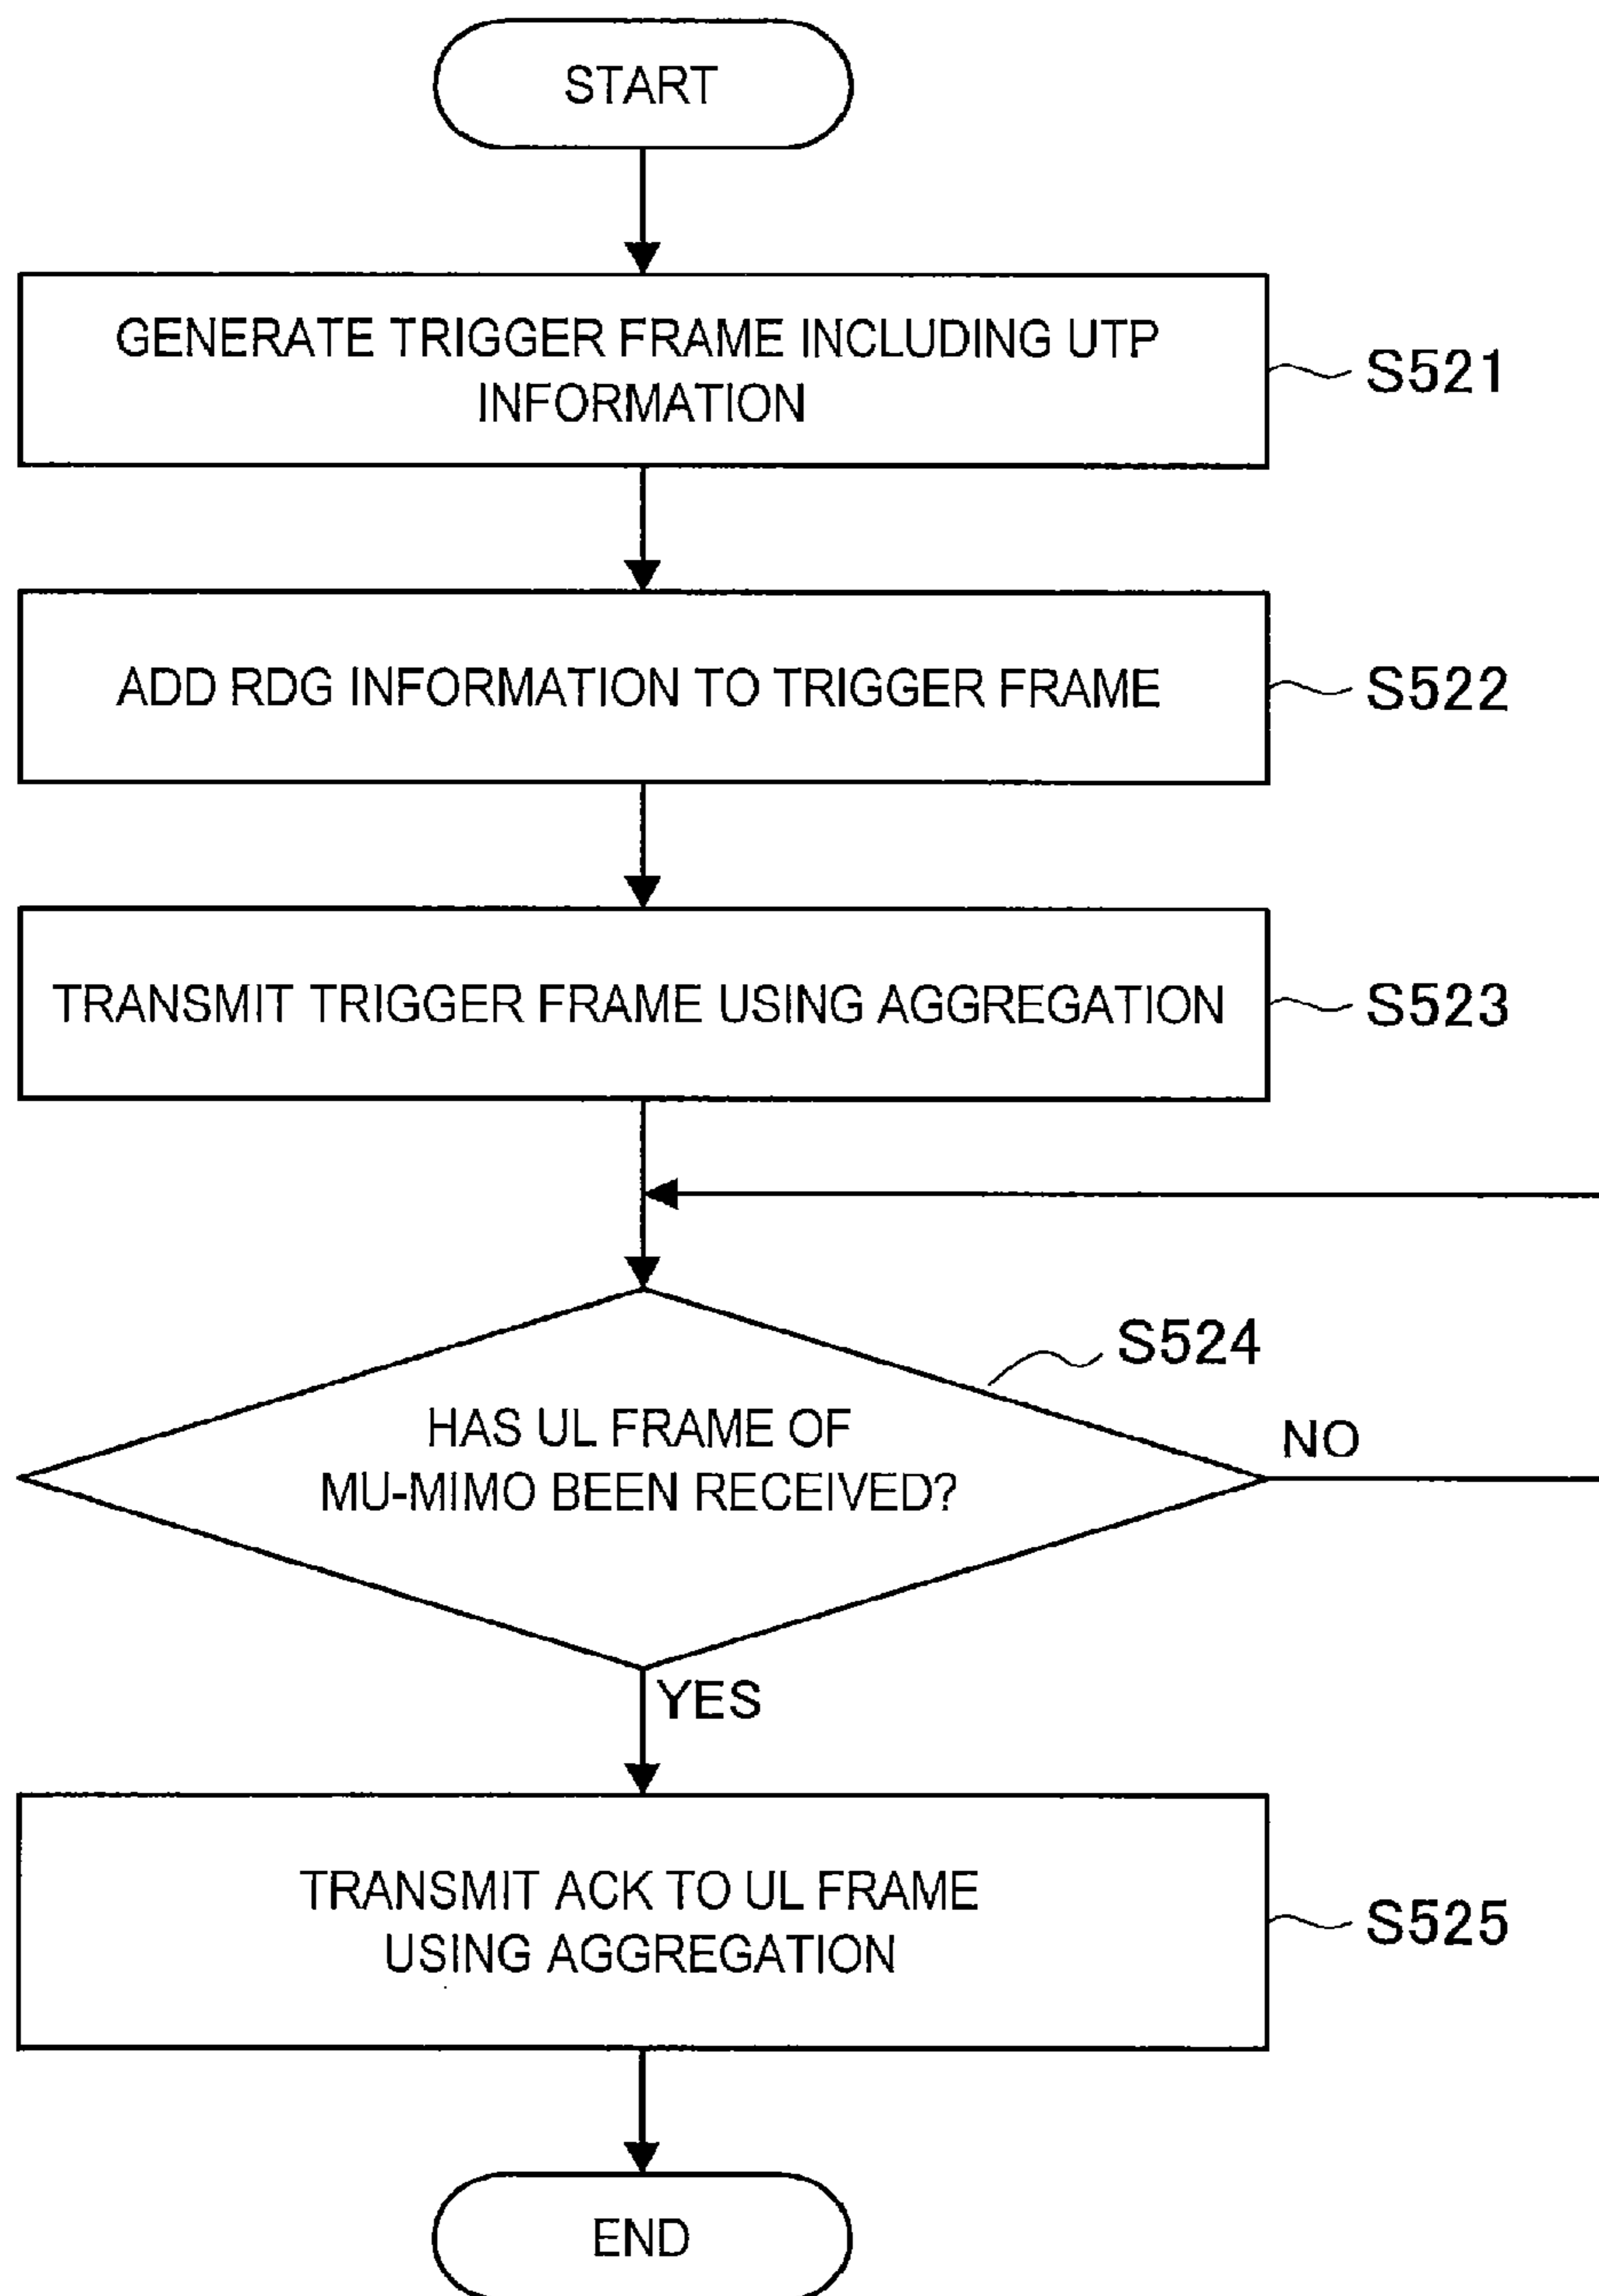 START
GENERATE TRIGGER FRAME INCLUDING UTP
INFORMATION
S521
ADD RDG INFORMATION TO TRIGGER FRAME
S522
TRANSMIT TRIGGER FRAME USING AGGREGATION
S523
S524
HAS UL FRAME OF
MU-MIMO BEEN RECEIVED?
NO
YES
TRANSMIT ACK TO UL FRAME
USING AGGREGATION
S525
END